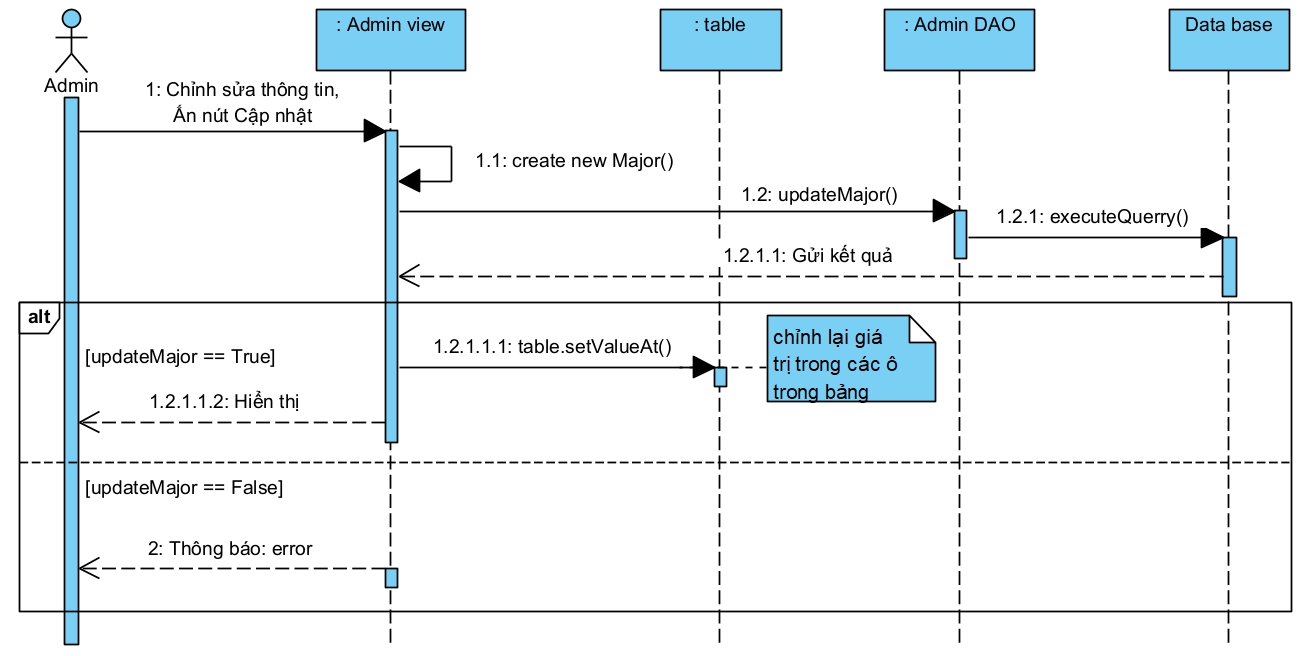 : Admin view
: table
: Admin DAO
Data base
Admin
1: Chỉnh sửa thông tin,
Ấn nút Cập nhật
1.1: create new Major()
1.2: updateMajor()
1.2.1: executeQuerry()
1.2.1.1: Gửi kết quả
alt
[updateMajor == True]
1.2.1.1.1: table.setValueAt()
chỉnh lại giá
trị trong các ô
trong bảng
1.2.1.1.2: Hiển thị
[updateMajor == False]
2: Thông báo: error